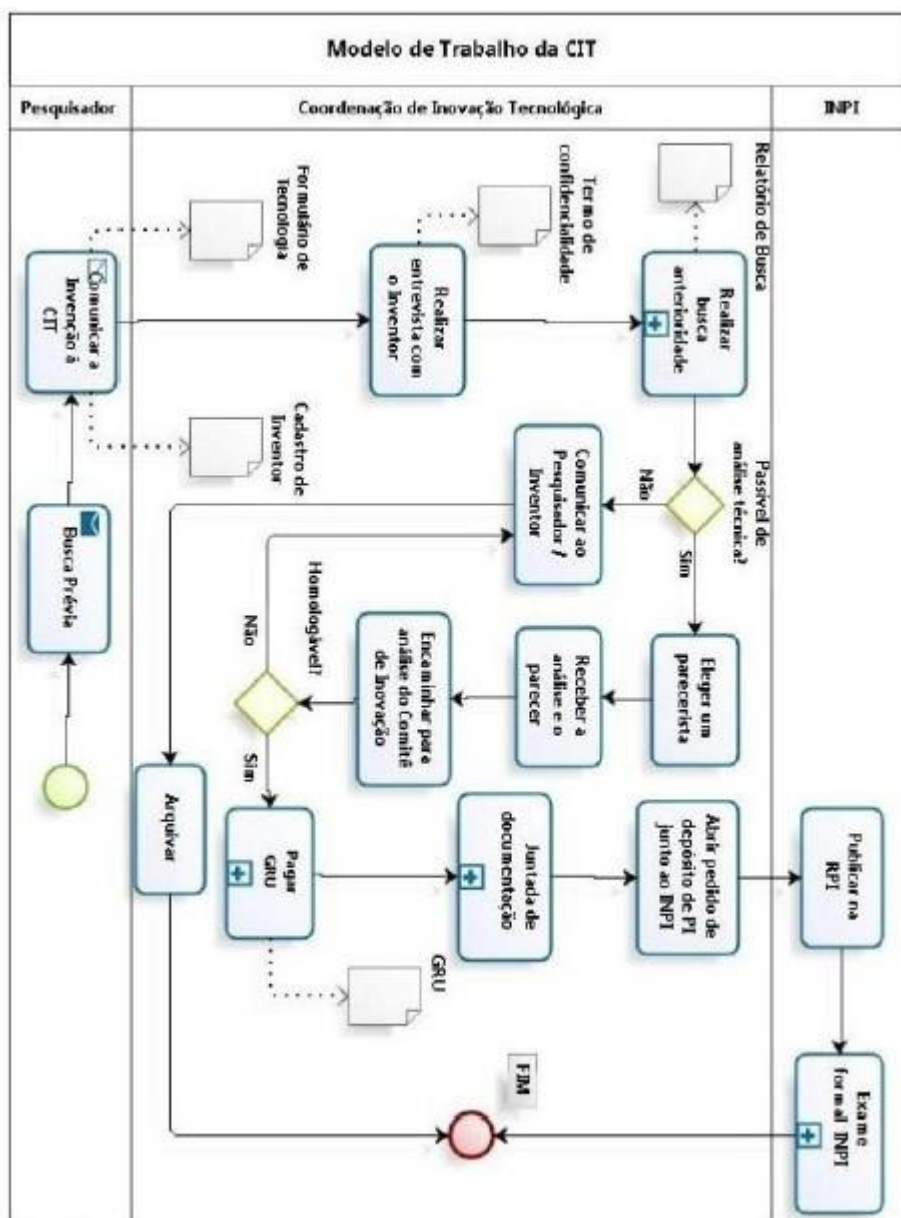 Modelo de Trabalho da CIT
Pesquisador
Coordenação de Inovação Tecnológica
INPI
Relatório de Busca
Termo de
confidencialidade
Formulário de
Tecnologia
Comunicar a
Invenção à
CIT
Realizar
entrevista com
o Inventor
Realizar
busca
anterioridade
Cadastro de
Inventor
Busca Prévia
Passível de
análise técnica?
Não
Sim
Comunicar ao
Pesquisador /
Inventor
Eleger um
parecerista
Receber a
análise e o
parecer
Encaminhar para
análise do Comitê
de Inovação
Homologável?
Não
Sim
Arquivar
Pagar
GRU
GRU
Juntada de
documentação
Abrir pedido de
depósito de PI
junto ao INPI
Publicar na
RPI
Exame
formal INPI
FIM